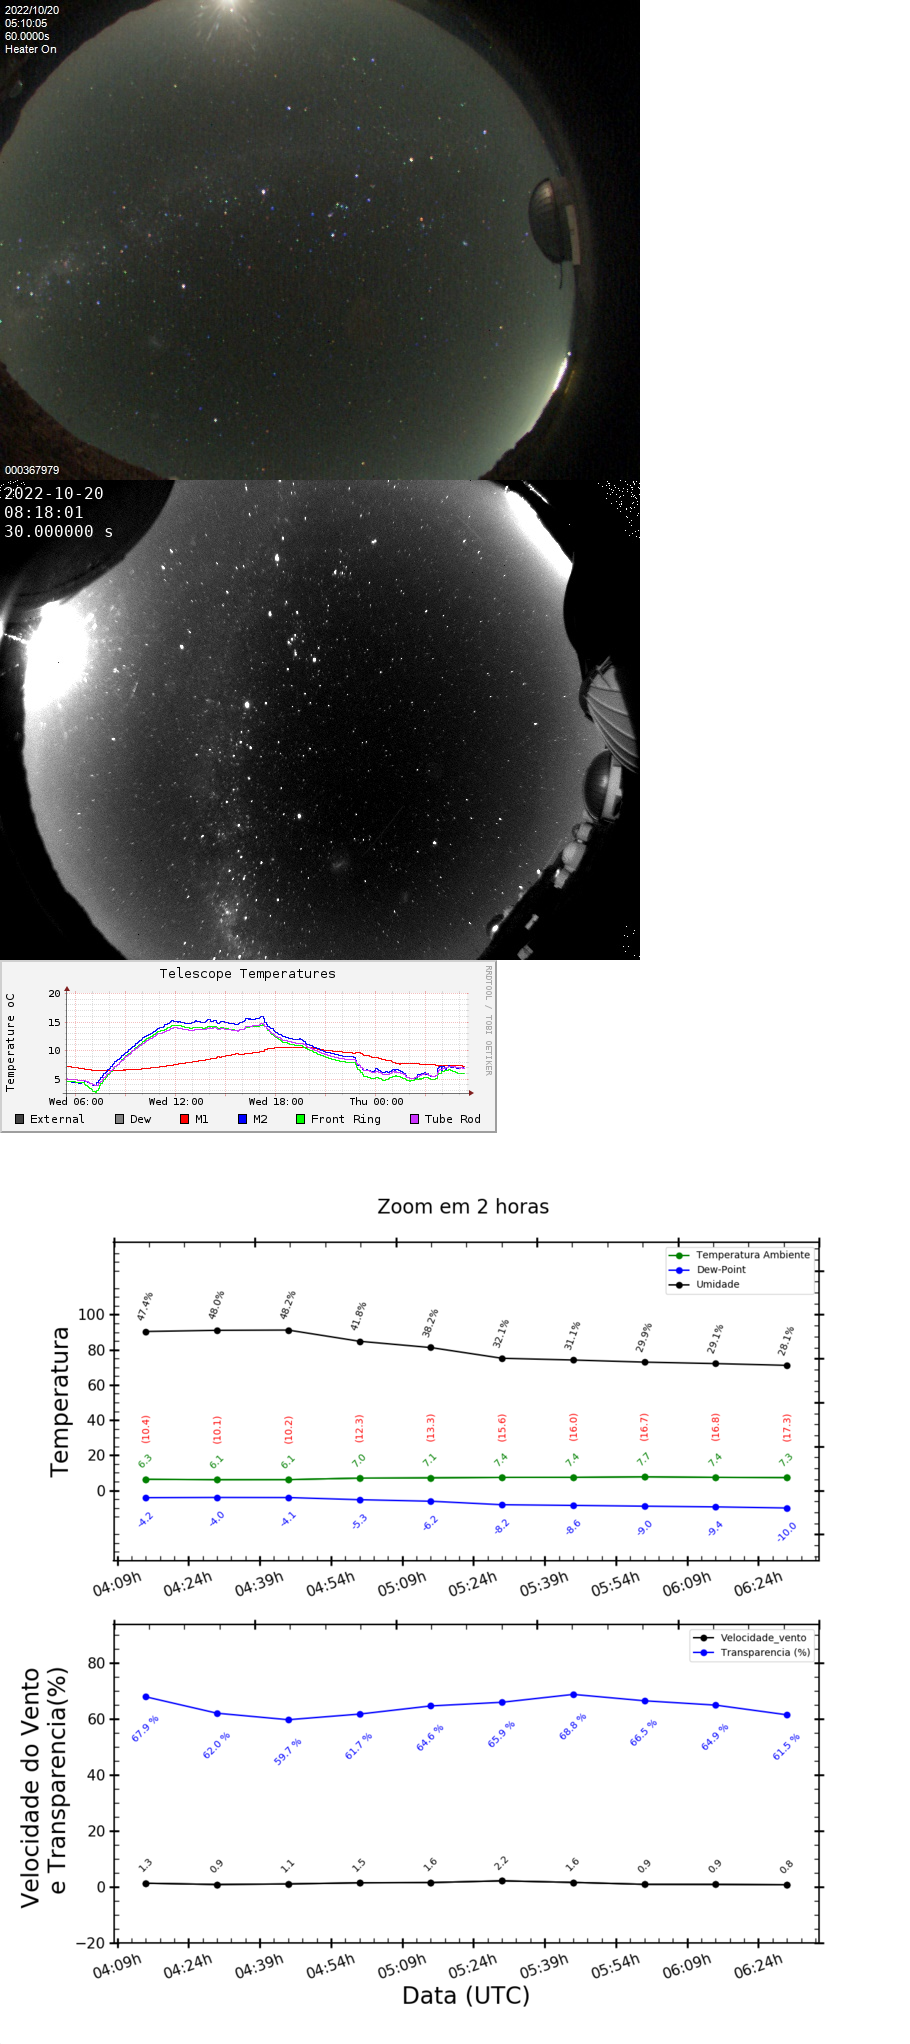 2022/10/20
05:10:05
60.0000s
Heater On
000367979
2022-10-20
08:18:01
30.000000 s
Telescope Temperatures
RRDTOOL / TOBI OETIKER
Temperature oC
20
15
10
5
Wed 06:00 Wed 12:00 Wed 18:00 Thu 00:00
External Dew M1 M2 Front Ring Tube Rod
Zoom em 2 horas
Temperatura Ambiente
Dew-Point
Umidade
Temperatura
100
80
60
40
20
0
47.4% 48.0% 48.2% 41.8% 38.2% 32.1% 31.1% 29.9% 29.1% 28.1%
(10.4) (10.1) (10.2) (12.3) (13.3) (15.6) (16.0) (16.7) (16.8) (17.3)
6.3 6.1 6.1 7.0 7.1 7.4 7.4 7.7 7.4 7.3
-4.2 -4.0 -4.1 -5.3 -6.2 -8.2 -8.6 -9.0 -9.4 -10.0
04:09h 04:24h 04:39h 04:54h 05:09h 05:24h 05:39h 05:54h 06:09h 06:24h
Velocidade_vento
Transparencia (%)
Velocidade do Vento
e Transparencia(%)
80
60
40
20
0
−20
67.9 % 62.0 % 59.7 % 61.7 % 64.6 % 65.9 % 68.8 % 66.5 % 64.9 % 61.5 %
1.3 0.9 1.1 1.5 1.6 2.2 1.6 0.9 0.9 0.8
04:09h 04:24h 04:39h 04:54h 05:09h 05:24h 05:39h 05:54h 06:09h 06:24h
Data (UTC)